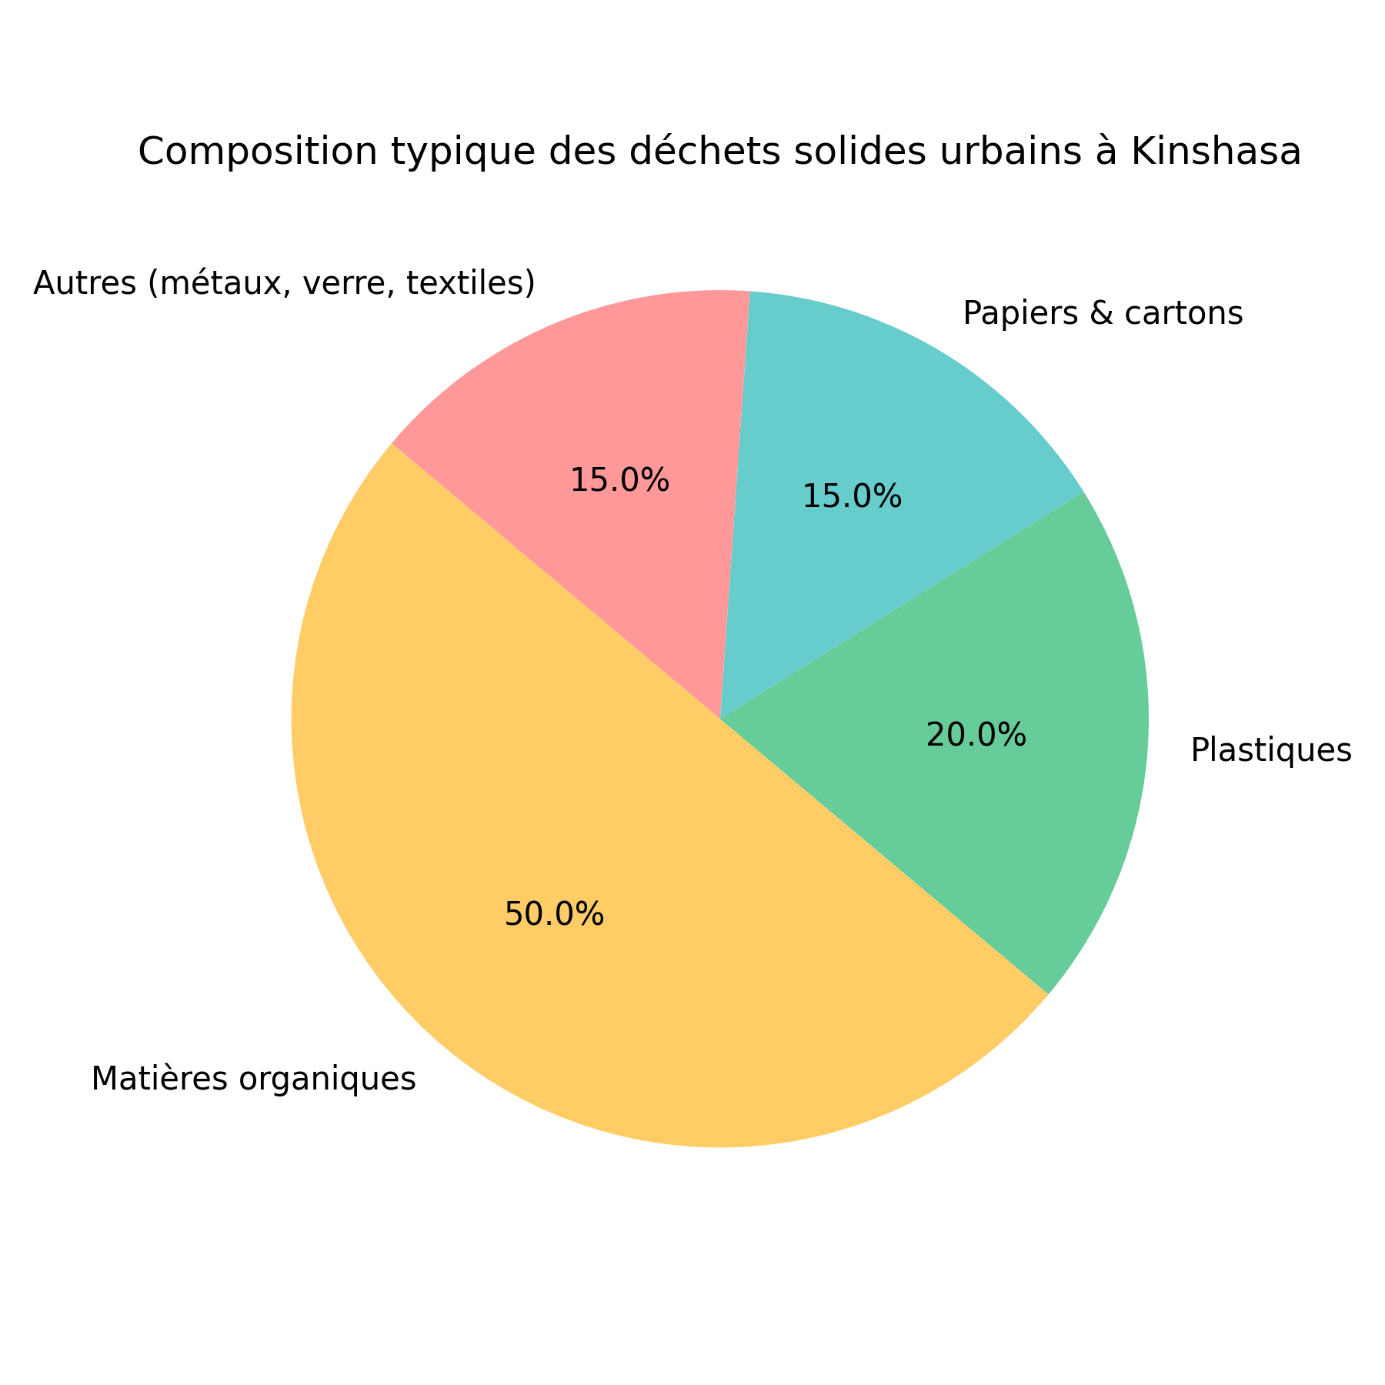 Composition typique des déchets solides urbains à Kinshasa
Autres (métaux, verre, textiles)
Papiers & cartons
15.0%
15.0%
20.0%
Plastiques
50.0%
Matières organiques